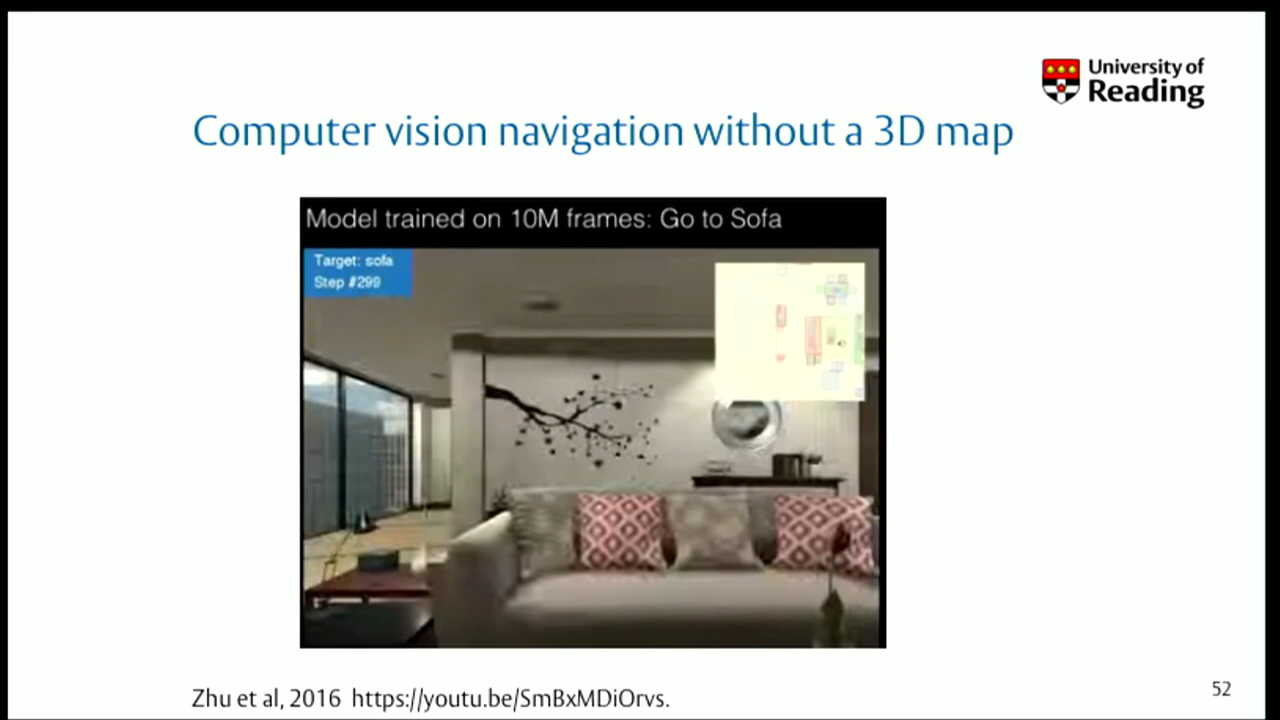 University of
Reading
Computer vision navigation without a 3D map
Model trained on 10M frames: Go to Sofa
Target: sofa
Step #299
Zhu et al, 2016 https://youtu.be/SmBxMDiOrvs.
52